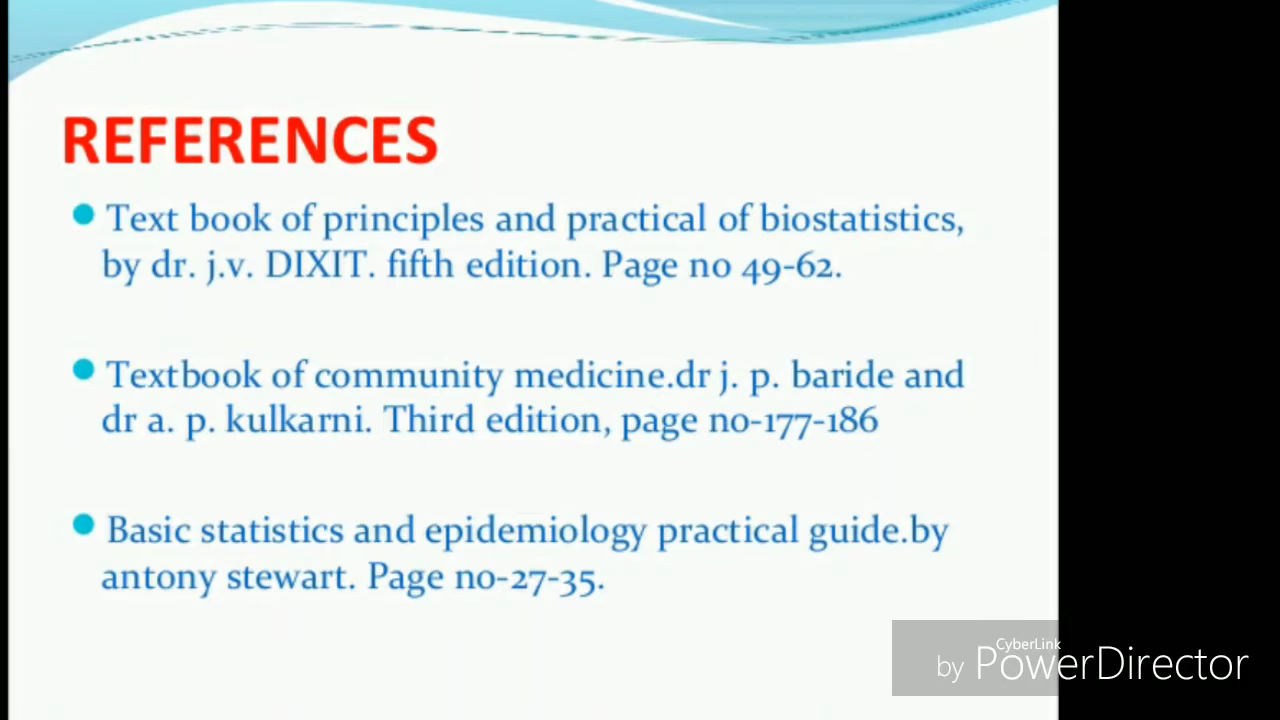 REFERENCES
Text book of principles and practical of biostatistics,
by dr. j.v. DIXIT. fifth edition. Page no 49-62.
Textbook of community medicine.dr j. p. baride and
dr a. p. kulkarni. Third edition, page no-177-186
Basic statistics and epidemiology practical guide.by
antony stewart. Page no-27-35.
CyberLink
by PowerDirector